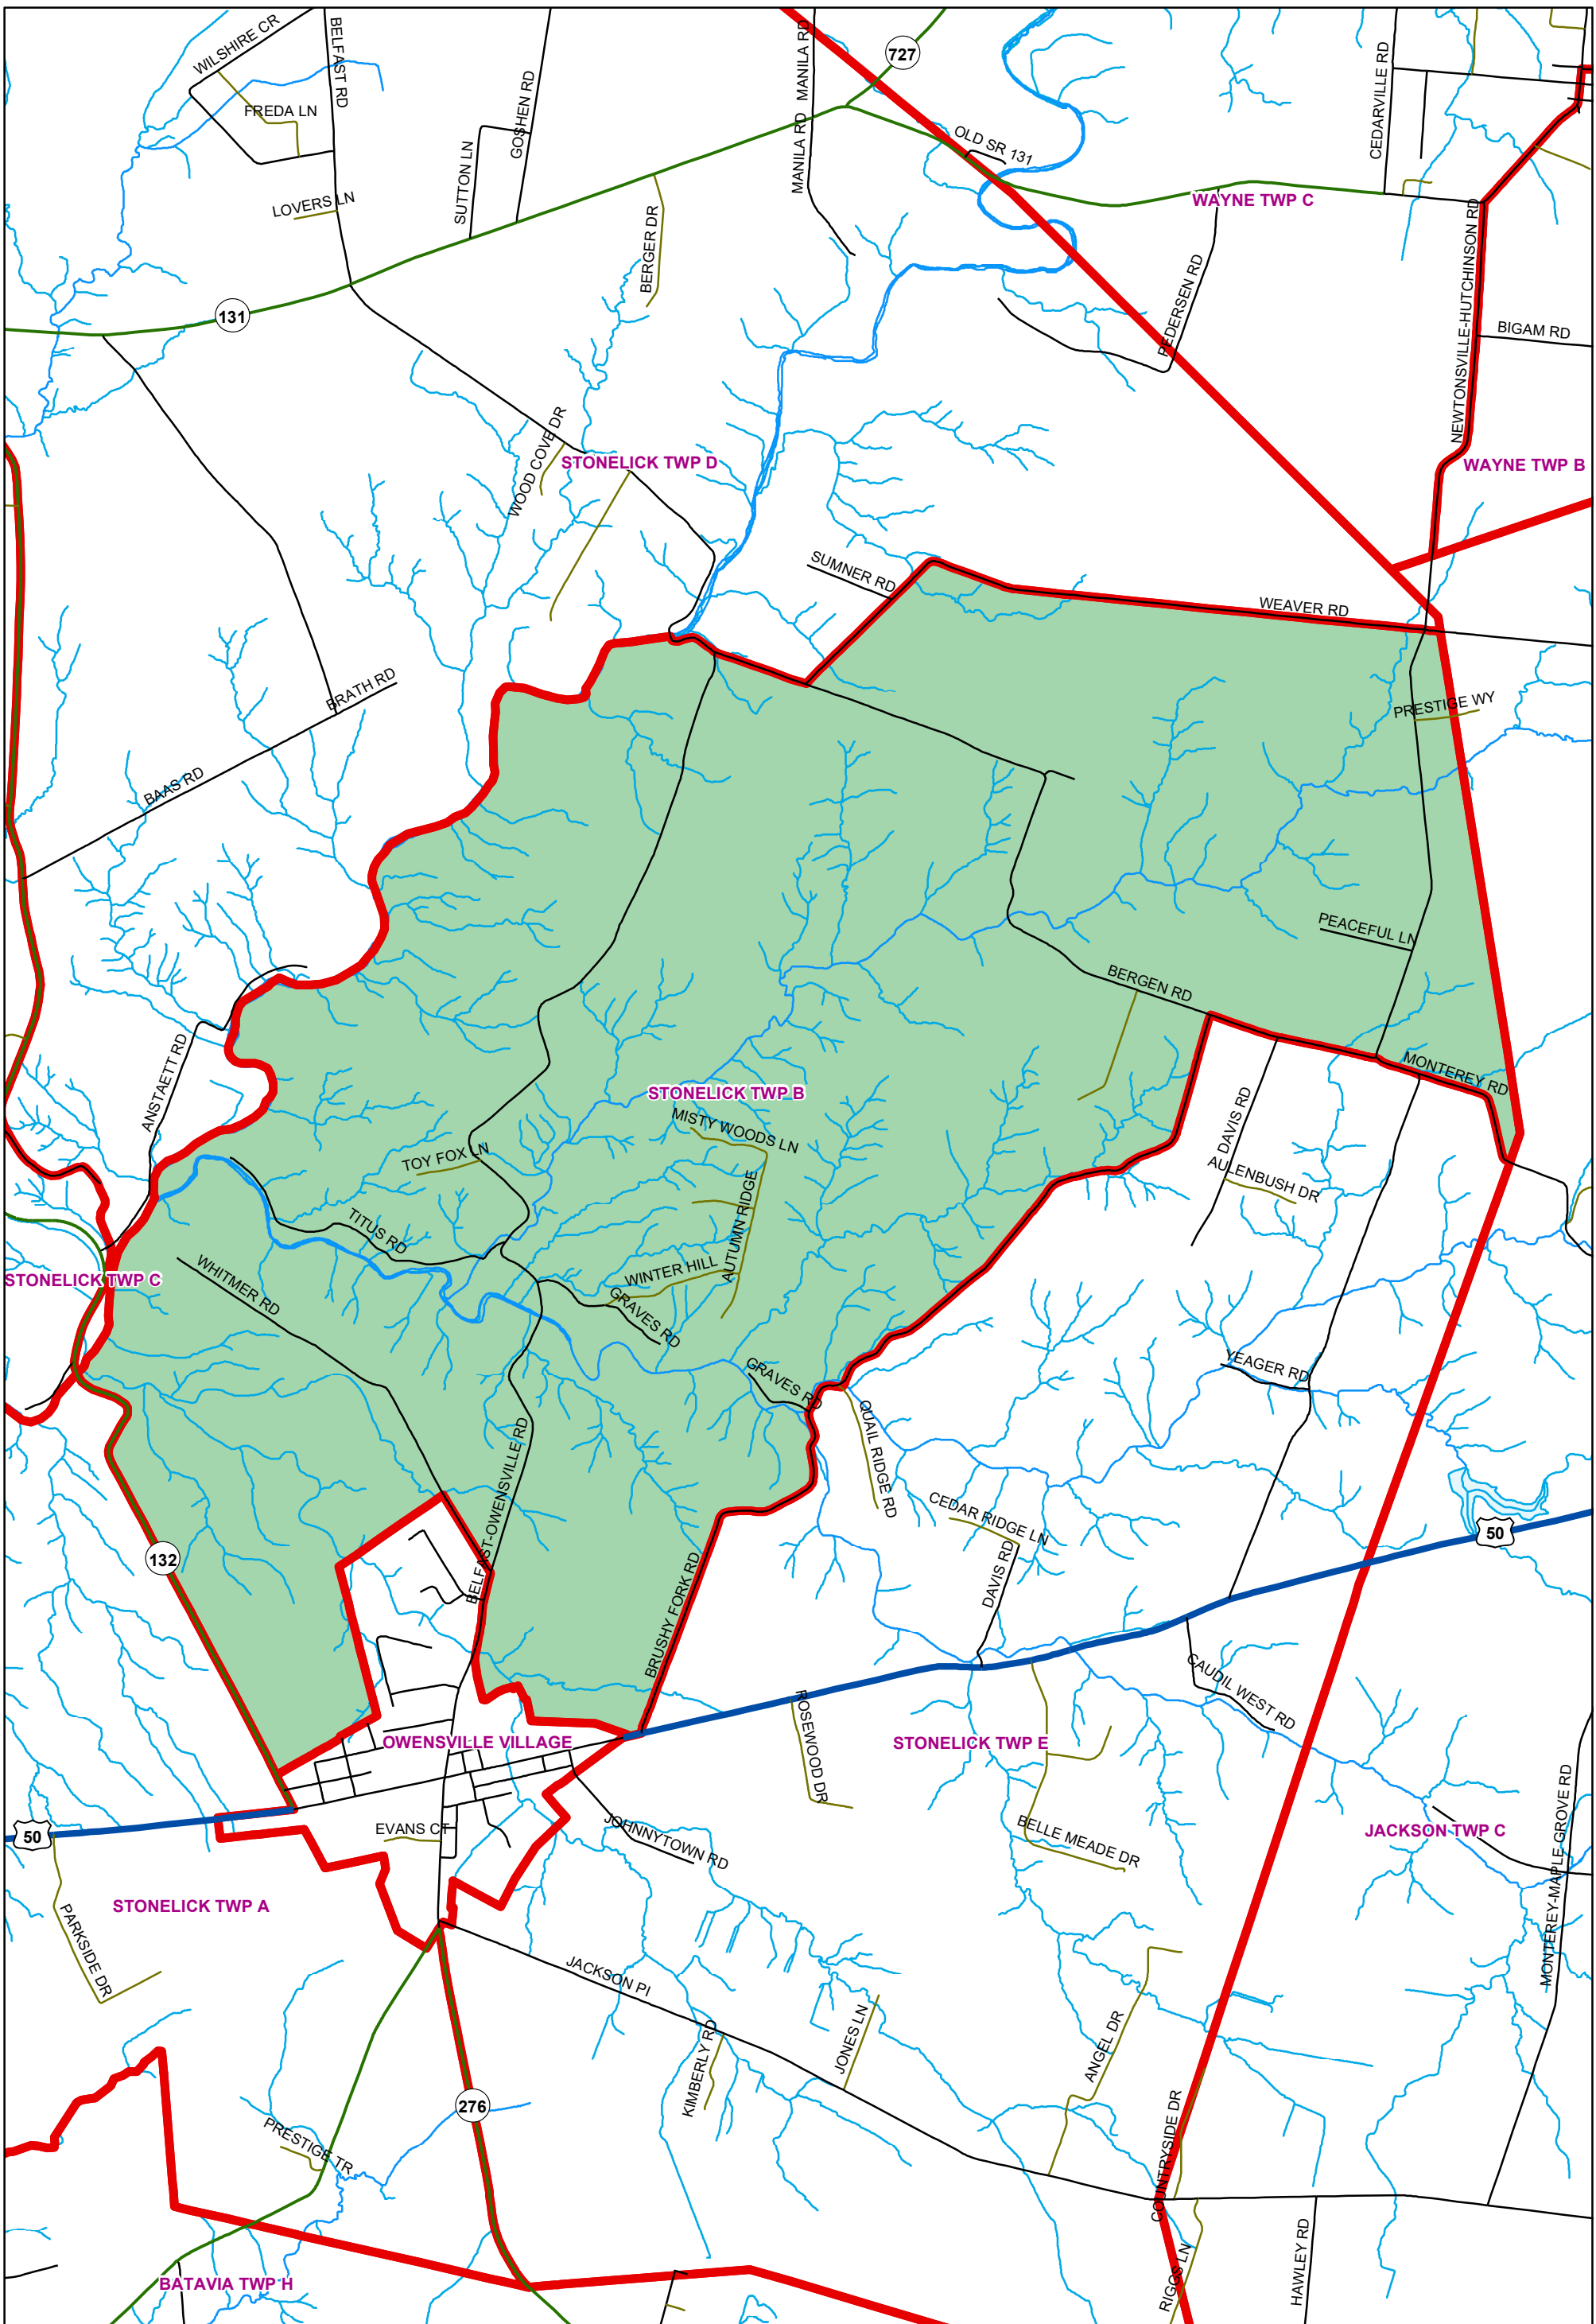 WILSHIRE CR
BELFAST RD
GOSHEN RD
MANILA RD
727
CEDARVILLE RD
FREDA LN
SUTTON LN
MANILA RD
OLD SR 131
LOVERS LN
WAYNE TWP C
BERGER DR
NEWTONSVILLE-HUTCHINSON RD
PEDERSEN RD
131
BIGAM RD
WOOD COVE DR
STONELICK TWP D
WAYNE TWP B
SUMNER RD
WEAVER RD
BRATH RD
PRESTIGE WY
BAAS RD
PEACEFUL LN
BERGEN RD
ANSTAETT RD
MONTEREY RD
STONELICK TWP B
DAVIS RD
MISTY WOODS LN
TOY FOX LN
AULENBUSH DR
AUTUMN RIDGE
TITUS RD
WHITMER RD
WINTER HILL
STONELICK TWP C
GRAVES RD
GRAVES RD
YEAGER RD
QUAIL RIDGE RD
BELFAST-OWENSVILLE RD
CEDAR RIDGE LN
50
132
DAVIS RD
BRUSHY FORK RD
CAUDIL WEST RD
ROSEWOOD DR
OWENSVILLE VILLAGE
STONELICK TWP E
50
EVANS CT
JOHNNYTOWN RD
BELLE MEADE DR
JACKSON TWP C
MONTEREY-MAPLE GROVE RD
STONELICK TWP A
PARKSIDE DR
JACKSON PI
KIMBERLY RD
JONES LN
ANGEL DR
276
COUNTRYSIDE DR
PRESTIGE TR
RIGGS LN
HAWLEY RD
BATAVIA TWP H